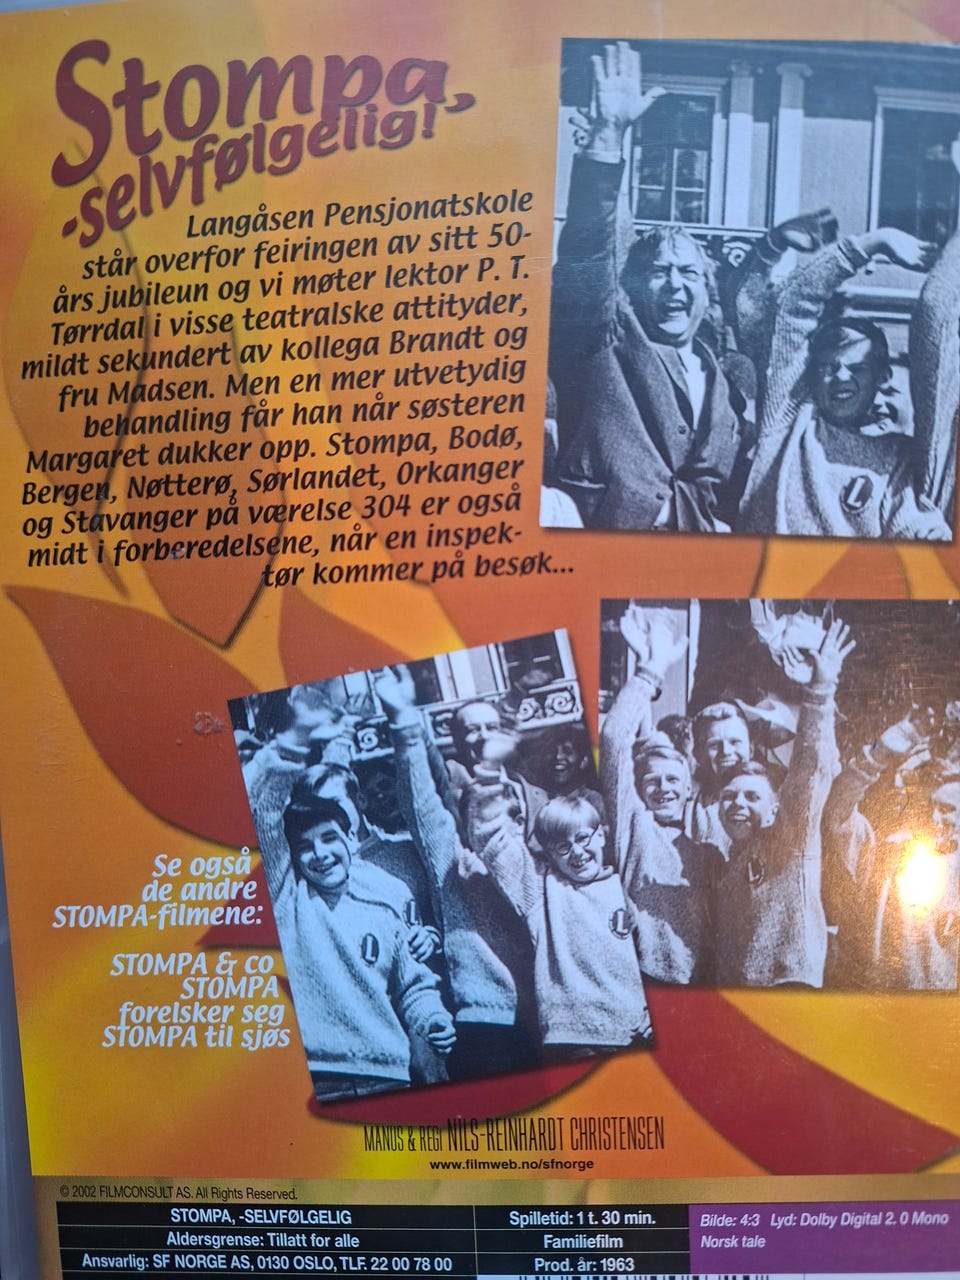 Stompa,
-selvfølgelig!
Langåsen Pensjonatskole
står overfor feiringen av sitt 50-
års jubileun og vi møter lektor P. T.
Tørrdal i visse teatralske attityder,
mildt sekundert av kollega Brandt og
fru Madsen. Men en mer utvetydig
behandling får han når søsteren
Margaret dukker opp. Stompa, Bodø,
Bergen, Nøtterø, Sørlandet, Orkanger
og Stavanger på værelse 304 er også
midt i forberedelsene, når en inspek-
tør kommer på besøk...
L
L
L
L
Se også
de andre
STOMPA-filmene:
STOMPA & co
STOMPA
forelsker seg
STOMPA til sjøs
MANUS & REGI NILS-REINHARDT CHRISTENSEN
www.filmweb.no/sfnorge
© 2002 FILMCONSULT AS. All Rights Reserved.
STOMPA, -SELVFØLGELIG
Aldersgrense: Tillatt for alle
Ansvarlig: SF NORGE AS, 0130 OSLO, TLF. 22 00 78 00
Spilletid: 1 t. 30 min.
Familiefilm
Prod. år: 1963
Bilde: 4:3 Lyd: Dolby Digital 2. 0 Mono
Norsk tale